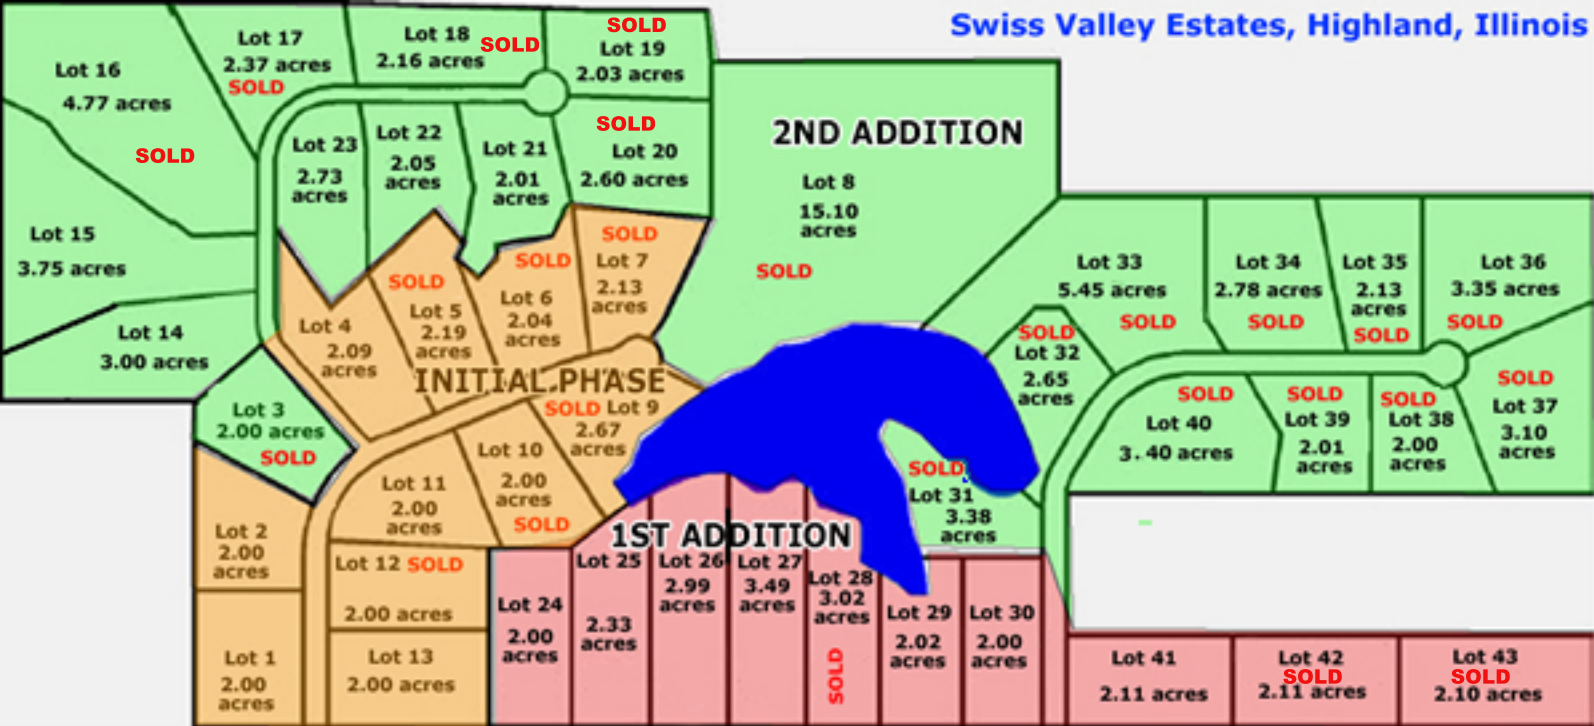 Swiss Valley Estates, Highland, Illinois
Lot 16
4.77 acres
SOLD
Lot 17
2.37 acres
SOLD
Lot 18 SOLD
2.16 acres
SOLD
Lot 19
2.03 acres
SOLD
Lot 20
2.60 acres
Lot 21
2.01
acres
Lot 22
2.05
acres
Lot 23
2.73
acres
Lot 15
3.75 acres
Lot 14
3.00 acres
Lot 3
2.00 acres
SOLD
Lot 4
2.09
acres
SOLD
Lot 5
2.19
acres
SOLD
Lot 6
2.04
acres
SOLD
Lot 7
2.13
acres
INITIAL PHASE
SOLD Lot 9
2.67
acres
Lot 10
2.00
acres
SOLD
Lot 11
2.00
acres
Lot 2
2.00
acres
Lot 12 SOLD
2.00 acres
Lot 1
2.00
acres
Lot 13
2.00 acres
2ND ADDITION
Lot 8
15.10
acres
SOLD
Lot 33
5.45 acres
SOLD
Lot 34
2.78 acres
SOLD
Lot 35
2.13
acres
SOLD
Lot 36
3.35 acres
SOLD
SOLD
Lot 32
2.65
acres
SOLD
Lot 40
3.40 acres
SOLD
Lot 39
2.01
acres
SOLD
Lot 38
2.00
acres
SOLD
Lot 37
3.10
acres
SOLD
Lot 31
3.38
acres
1ST ADDITION
Lot 24
2.00
acres
Lot 25
2.33
acres
Lot 26
2.99
acres
Lot 27
3.49
acres
Lot 28
3.02
acres
SOLD
Lot 29
2.02
acres
Lot 30
2.00
acres
Lot 41
2.11 acres
Lot 42
SOLD
2.11 acres
Lot 43
SOLD
2.10 acres